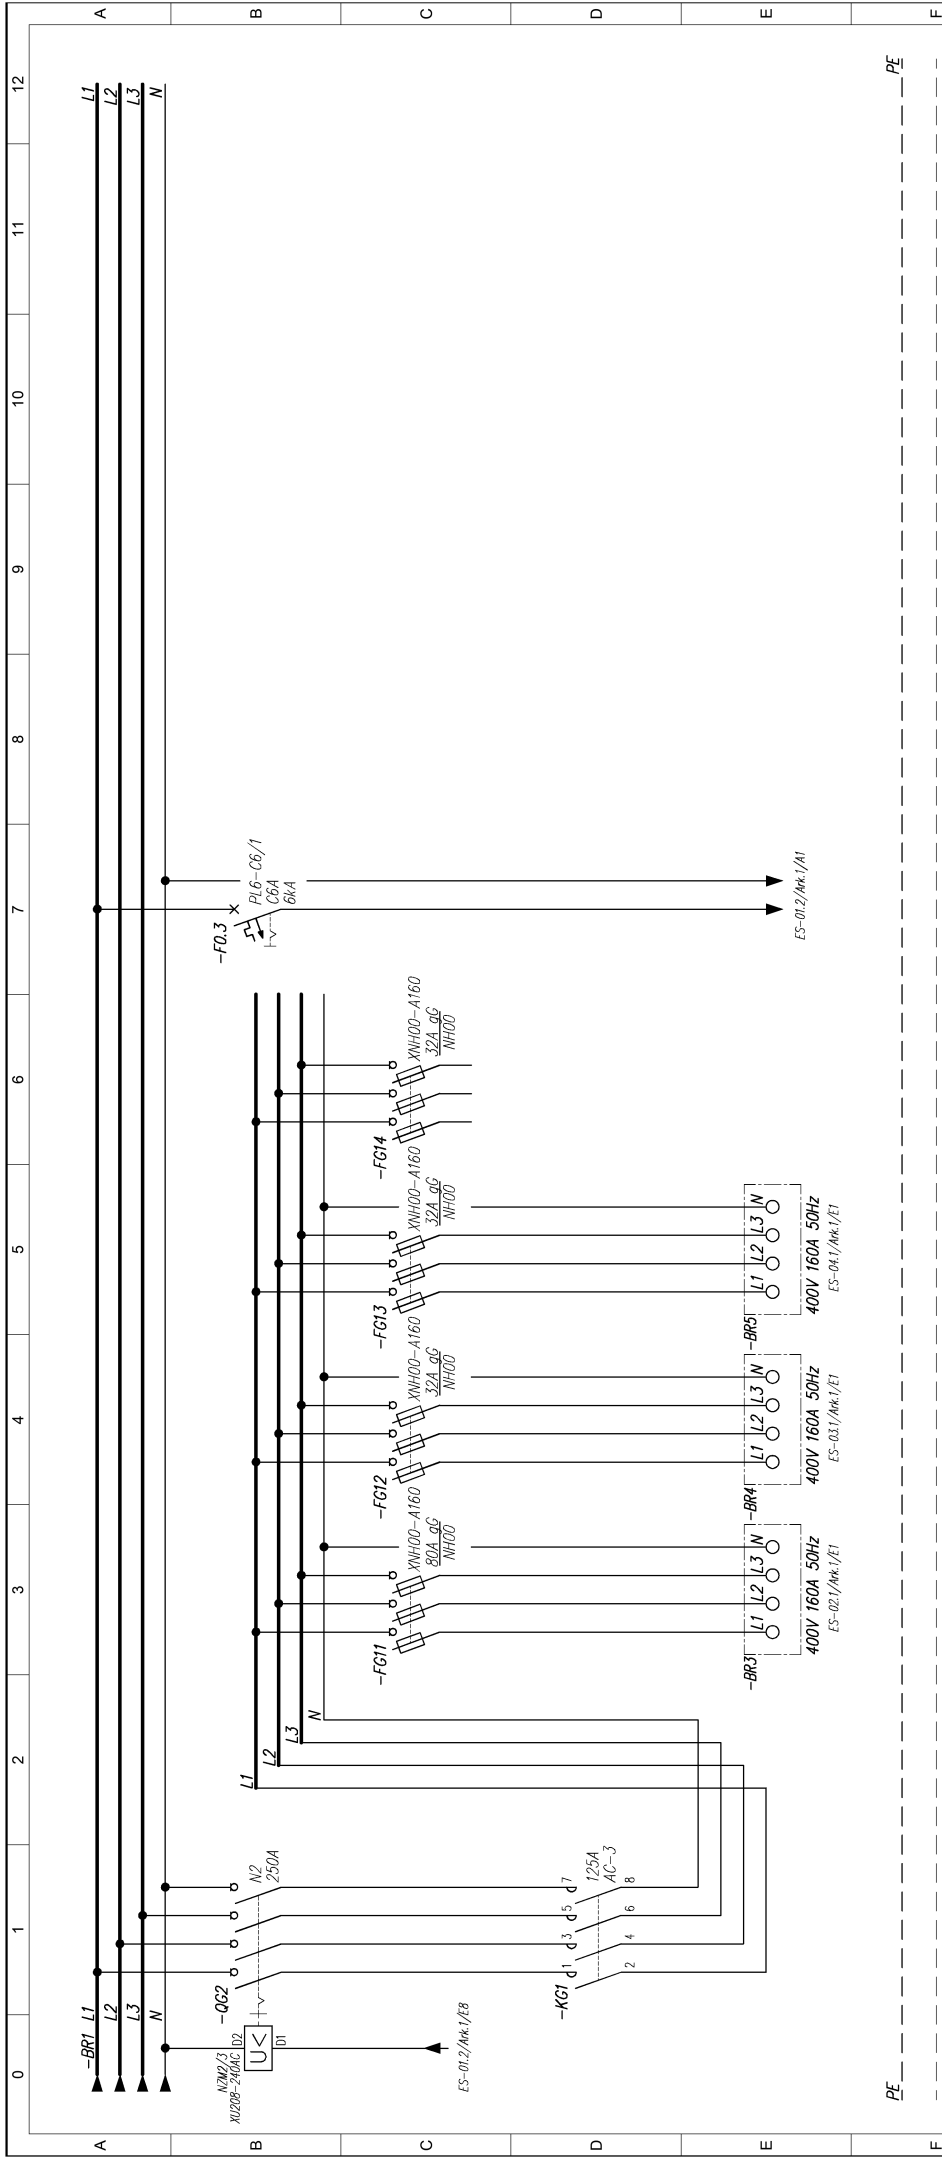 0 1 2 3 4 5 6 7 8 9 10 11 12
A
B
C
D
E
F
A
B
C
D
E
F
-BR1
L1
L2
L3
N
L1
L2
L3
N
NZM2/3
XU208-240AC
D2
U<
D1
ES-01.2/Ark.1/E8
-QG2
N2
250A
-KG1
1 3 5 7
2 4 6 8
125A
AC-3
L1
L2
L3
N
-FG11
XNH00-A160
80A gG
NH00
-FG12
XNH00-A160
32A gG
NH00
-FG13
XNH00-A160
32A gG
NH00
-FG14
XNH00-A160
32A gG
NH00
-F0.3
PL6-C6/1
C6A
6kA
ES-01.2/Ark.1/A1
-BR3
L1 L2 L3 N
400V 160A 50Hz
ES-02.1/Ark.1/E1
-BR4
L1 L2 L3 N
400V 160A 50Hz
ES-03.1/Ark.1/E1
-BR5
L1 L2 L3 N
400V 160A 50Hz
ES-04.1/Ark.1/E1
PE
PE